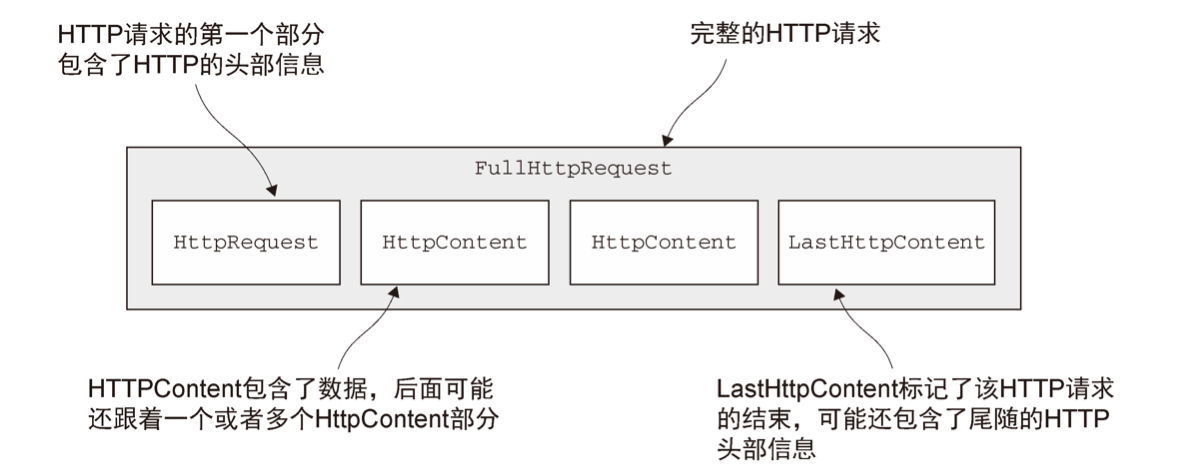 HTTP请求的第一个部分
包含了HTTP的头部信息
完整的HTTP请求
FullHttpRequest
HttpRequest
HttpContent
HttpContent
LastHttpContent
HTTPContent包含了数据，后面可能
还跟着一个或者多个HttpContent部分
LastHttpContent标记了该HTTP请求
的结束，可能还包含了尾随的HTTP
头部信息